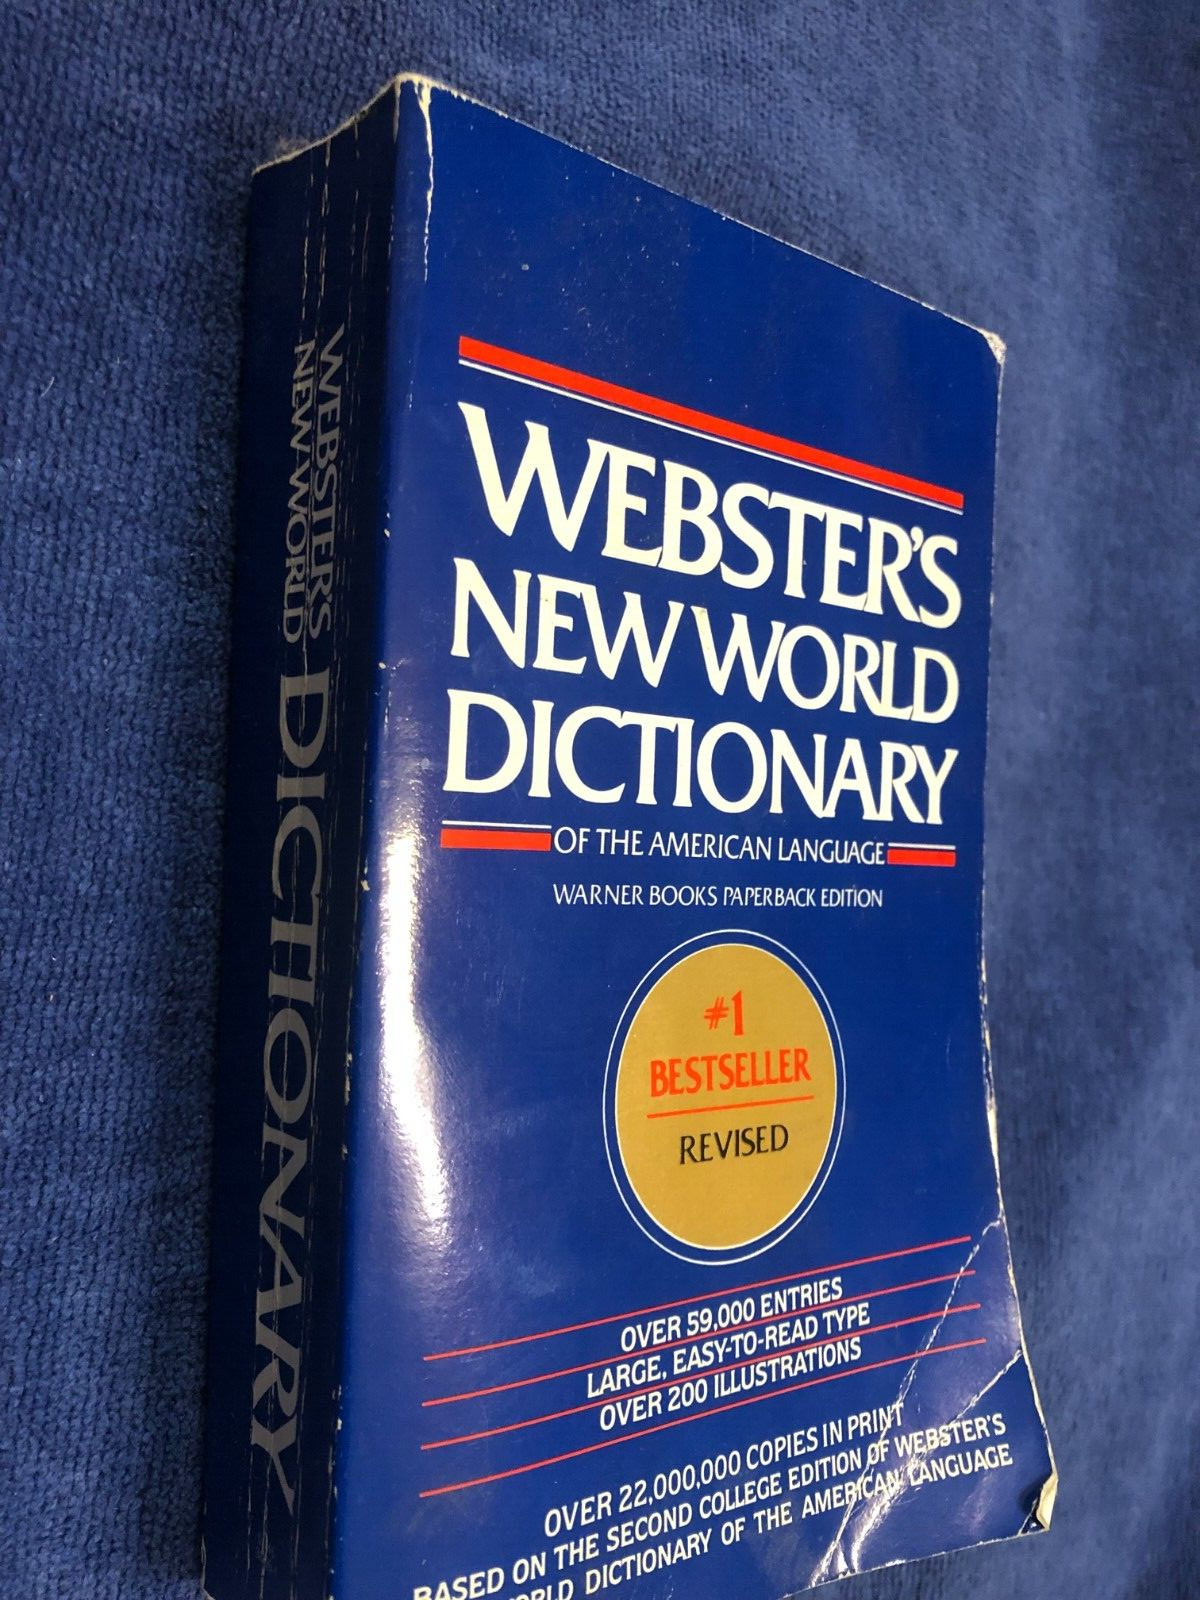 WEBSTER'S
NEW WORLD
DICTIONARY
WEBSTER'S
NEW WORLD
DICTIONARY
OF THE AMERICAN LANGUAGE
WARNER BOOKS PAPERBACK EDITION
#1
BESTSELLER
REVISED
OVER 59,000 ENTRIES
LARGE, EASY-TO-READ TYPE
OVER 200 ILLUSTRATIONS
OVER 22,000,000 COPIES IN PRINT
BASED ON THE SECOND COLLEGE EDITION OF WEBSTER'S
WORLD DICTIONARY OF THE AMERICAN LANGUAGE